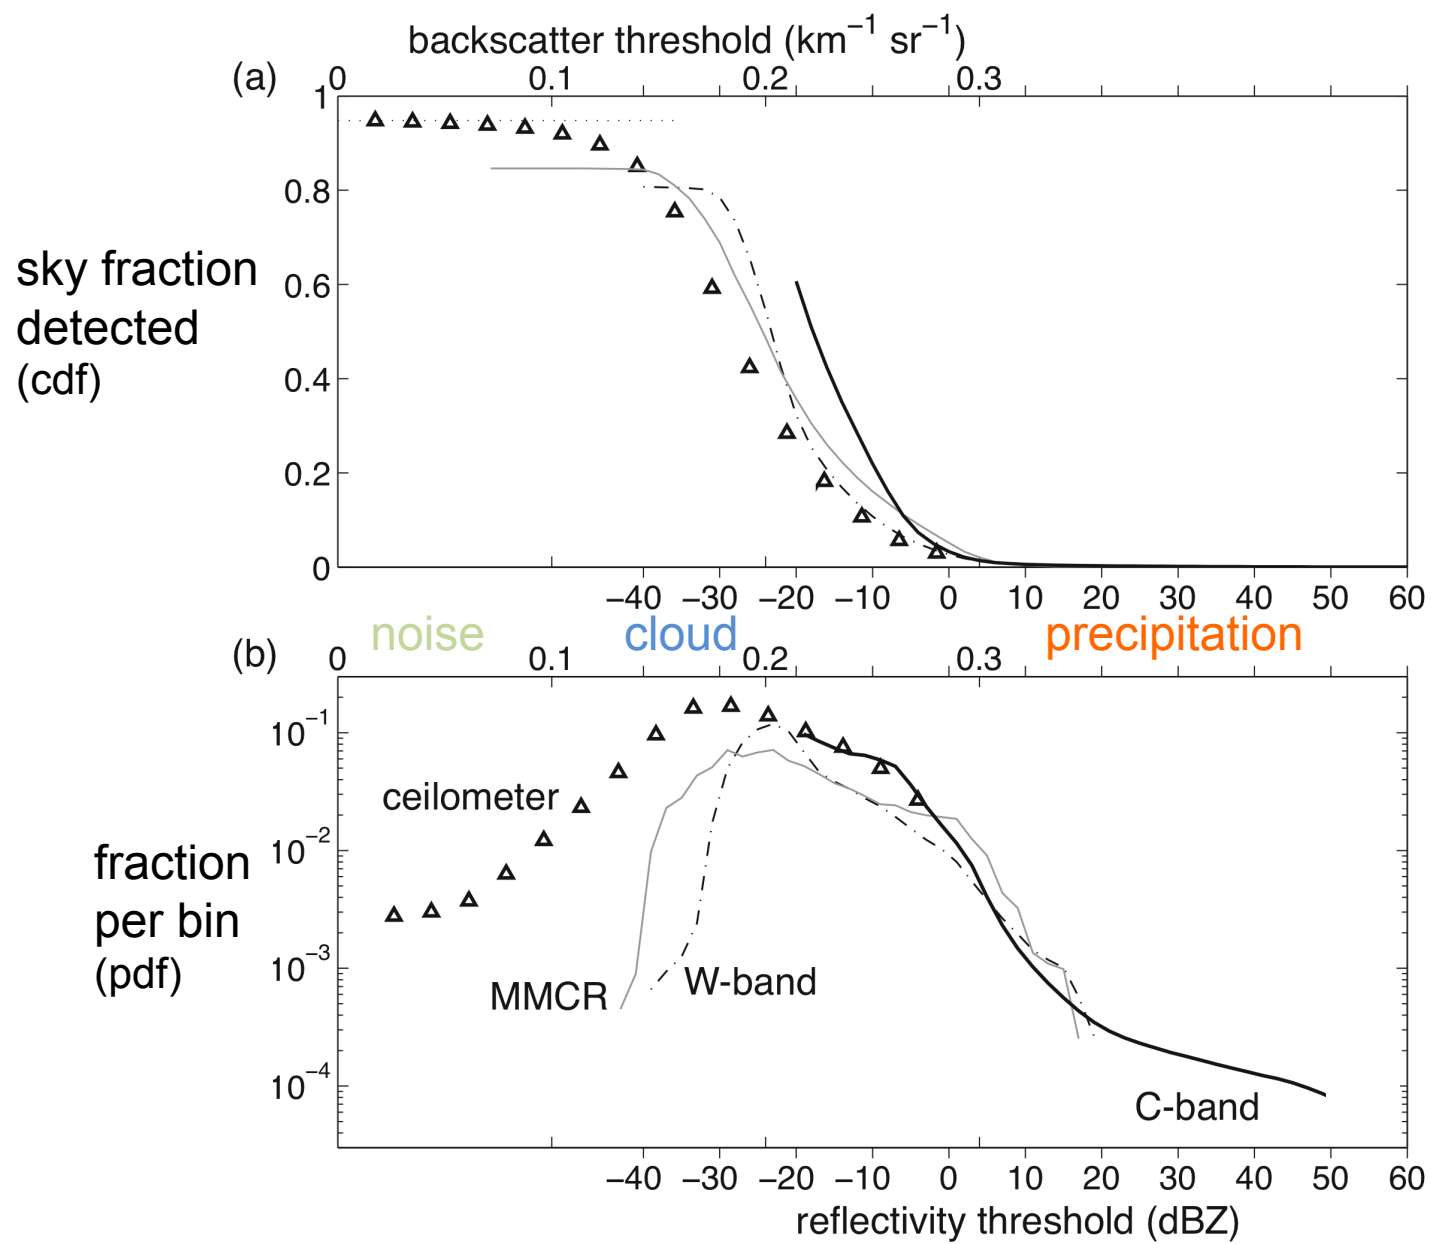 backscatter threshold (km−1 sr−1)
(a) 0 0.1 0.2 0.3
1
0.8
0.6
0.4
0.2
0
sky fraction
detected
(cdf)
−40 −30 −20 −10 0 10 20 30 40 50 60
noise cloud precipitation
(b) 0 0.1 0.2 0.3
10−1
10−2
10−3
10−4
ceilometer
fraction
per bin
(pdf)
MMCR
W-band
C-band
−40 −30 −20 −10 0 10 20 30 40 50 60
reflectivity threshold (dBZ)